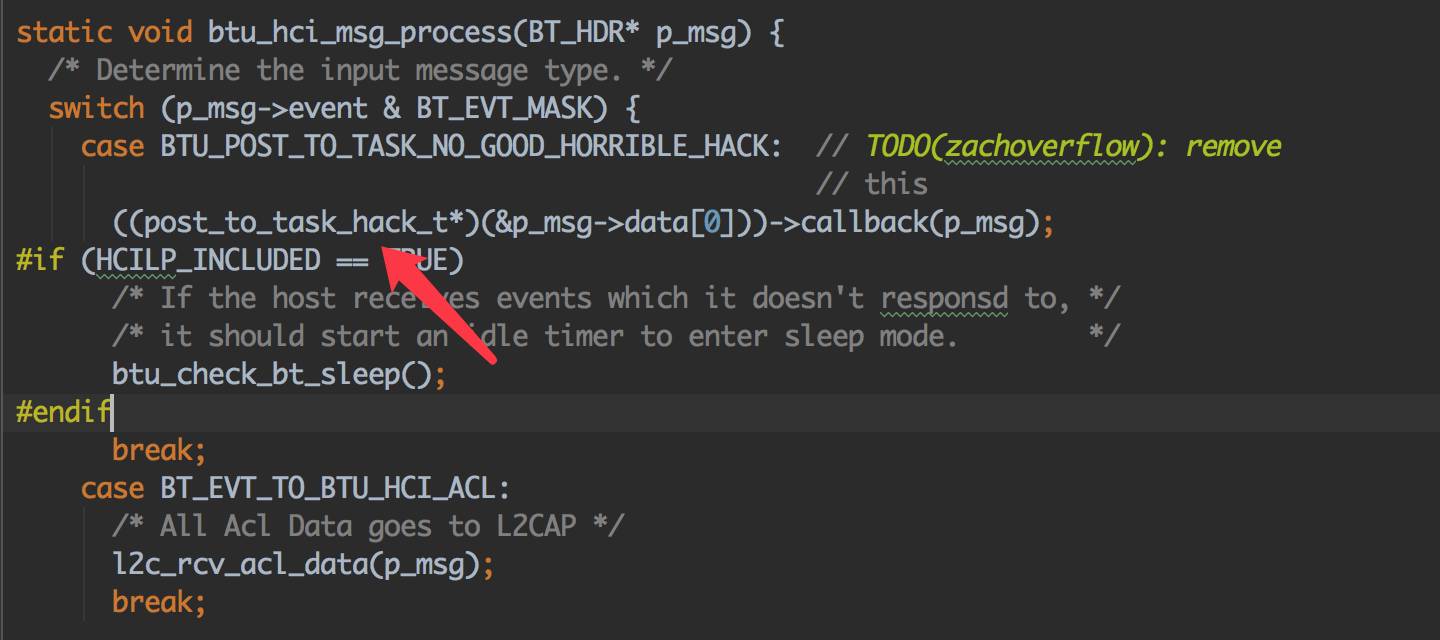 static void btu_hci_msg_process(BT_HDR* p_msg) {
/* Determine the input message type. */
switch (p_msg->event & BT_EVT_MASK) {
case BTU_POST_TO_TASK_NO_GOOD_HORRIBLE_HACK: // TODO(zachoverflow): remove
// this
((post_to_task_hack_t*)(&p_msg->data[0]))->callback(p_msg);
#if (HCILP_INCLUDED == TRUE)
/* If the host receives events which it doesn't responsd to, */
/* it should start an idle timer to enter sleep mode. */
btu_check_bt_sleep();
#endif
break;
case BT_EVT_TO_BTU_HCI_ACL:
/* All Acl Data goes to L2CAP */
l2c_rcv_acl_data(p_msg);
break;